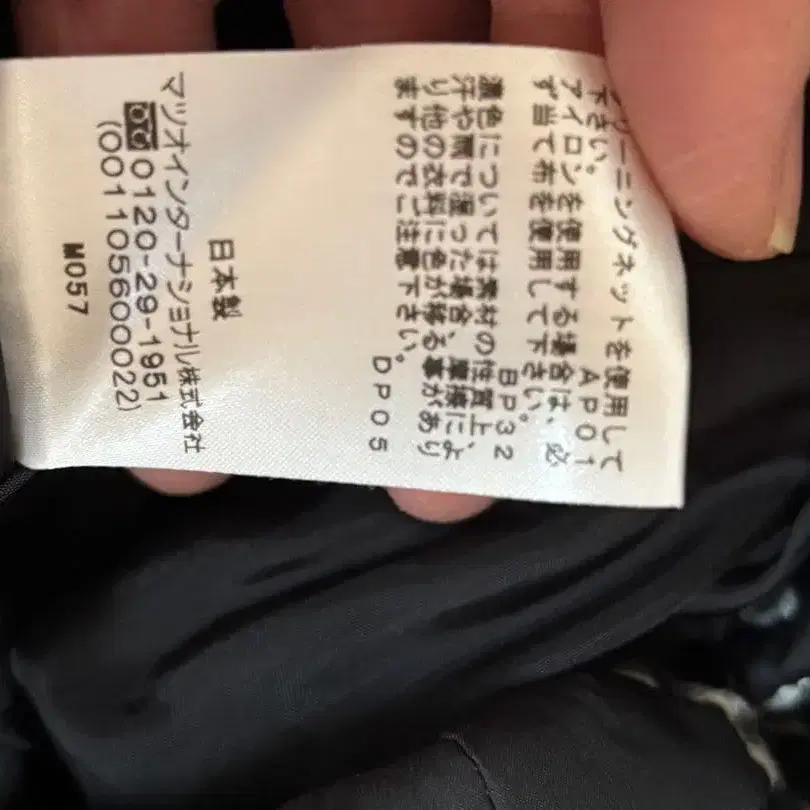 クリーニングネットを使用して
下さい。 AP01
アイロンを使用する場合は、必
ず当て布を使用して下さい。
BP32
濃色については素材の性質上、
汗や雨で湿った場合、摩擦によ
り他の衣料に色が移る事があり
ますのでご注意下さい。
DP05
日本製
マツオインターナショナル株式会社
0120-29-1951
(001105600022)
M057